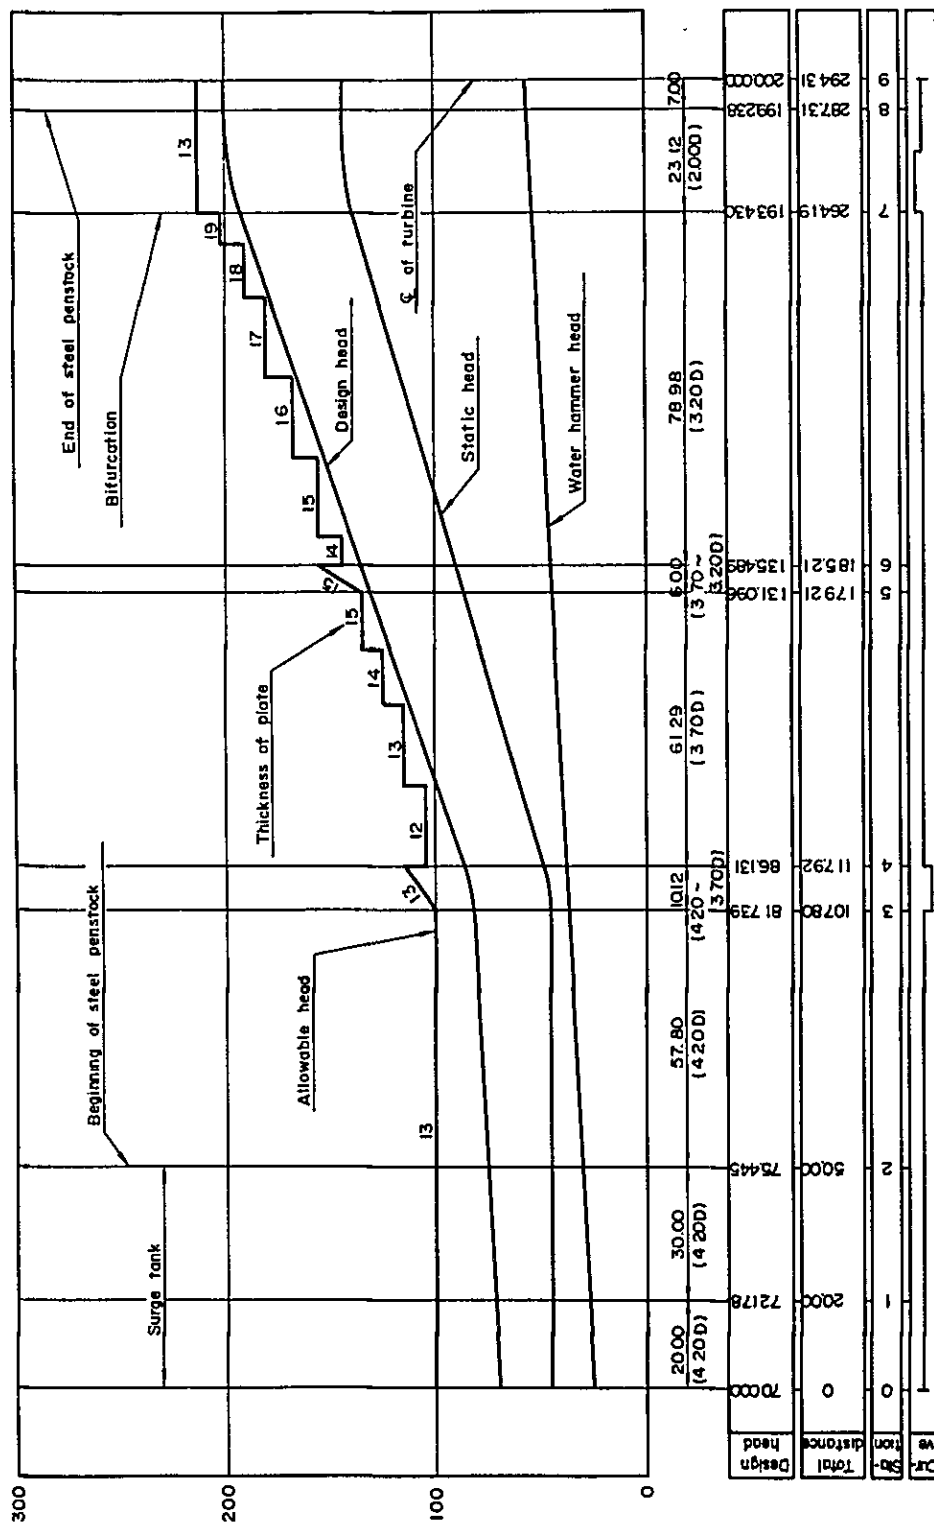 300
200
100
0
Surge tank
Beginning of steel penstock
Allowable head
Thickness of plate
Bifurcation
End of steel penstock
Design head
Static head
Water hammer head
℄ of turbine
13
13
12
13
14
15
15
14
15
16
17
18
19
13
20.00
(4.20D)
30.00
(4.20D)
57.80
(4.20D)
10.12
(4.20~
3.70D)
61.29
(3.70D)
6.00
(3.70~
3.20D)
78.98
(3.20D)
23.12
(2.00D)
7.00
Design
head
70.000
72.178
75.445
81.739
86.131
131.096
135.489
193.430
199.238
200.000
Total
distance
0
20.00
50.00
107.80
117.92
179.21
185.21
264.19
287.31
294.31
Sta-
tion
0
1
2
3
4
5
6
7
8
9
Cur-
ve